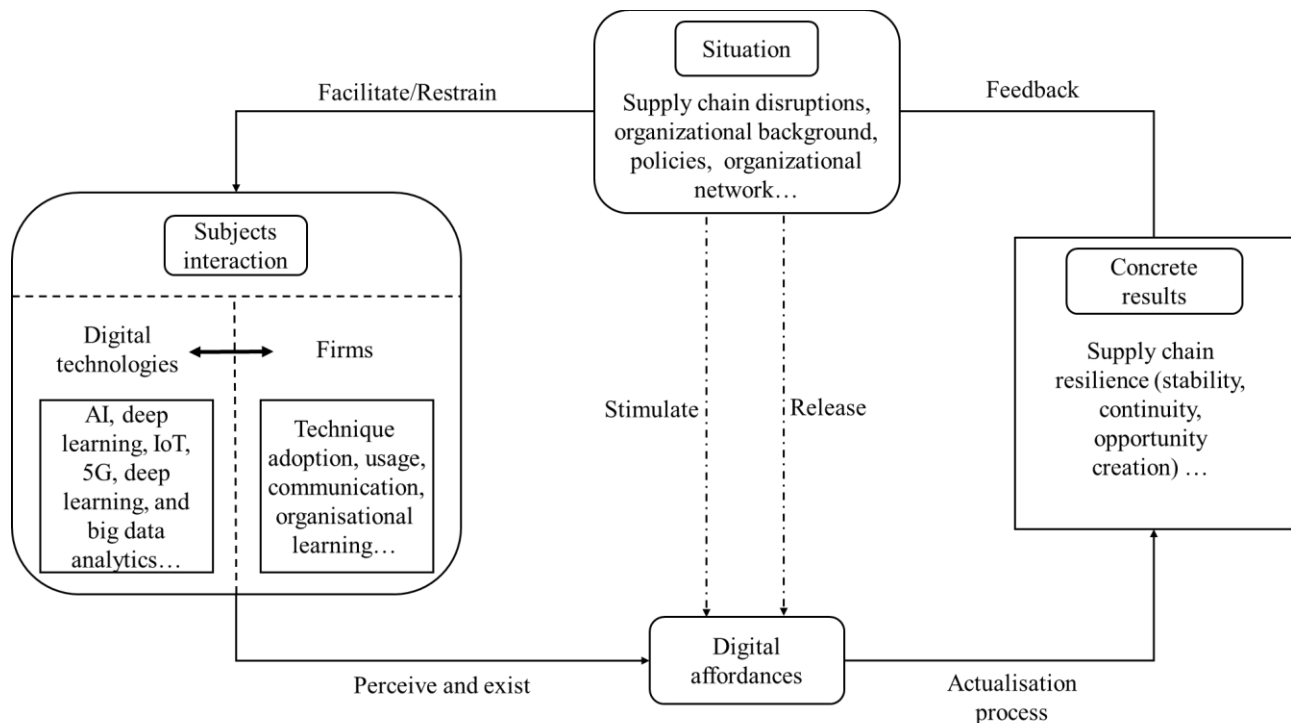 Situation
Supply chain disruptions,
organizational background,
policies, organizational
network…
Facilitate/Restrain
Feedback
Subjects
interaction
Digital
technologies
Firms
AI, deep
learning, IoT,
5G, deep
learning, and
big data
analytics…
Technique
adoption, usage,
communication,
organisational
learning…
Stimulate
Release
Concrete
results
Supply chain
resilience (stability,
continuity,
opportunity
creation) …
Perceive and exist
Digital
affordances
Actualisation
process